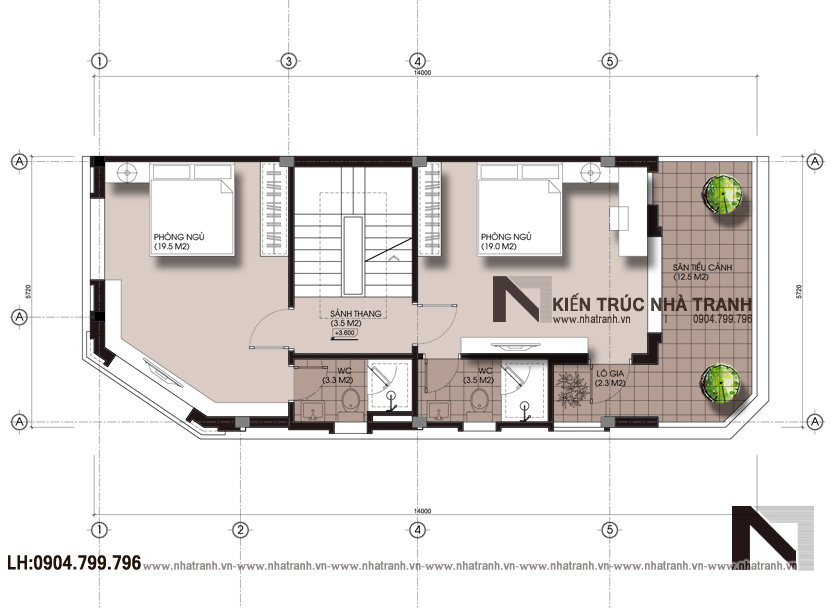 1
3
4
5
14000
A
A
PHÒNG NGỦ
(19.5 M2)
PHÒNG NGỦ
(19.0 M2)
SÂN TIỂU CẢNH
(12.5 M2)
5720
5720
KIẾN TRÚC NHÀ TRANH
www.nhatranh.vn
0904.799.796
SẢNH THANG
(3.5 M2)
+3.600
A
A
WC
(3.3 M2)
WC
(3.5 M2)
LÔ GIA
(2.3 M2)
A
A
14000
1
2
4
5
LH:0904.799.796 www.nhatranh.vn-www.nhatranh.vn-www.nhatranh.vn-www.nhatranh.vn-www.nhatranh.vn-www.nhatranh.vn